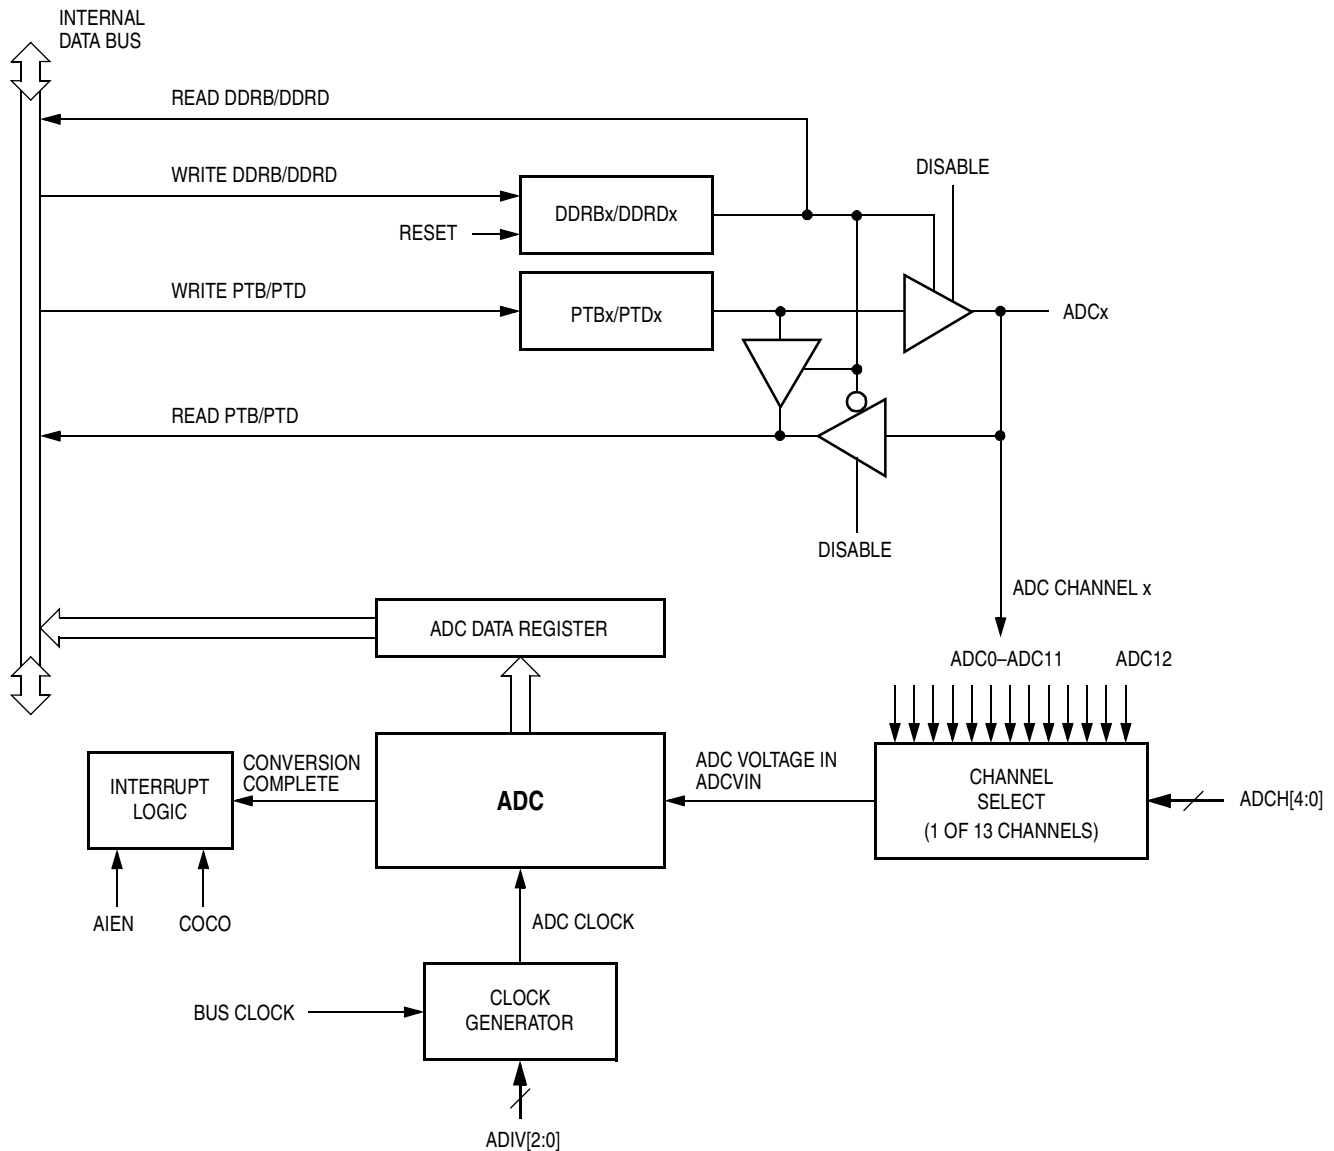 INTERNAL
DATA BUS
READ DDRB/DDRD
WRITE DDRB/DDRD
DISABLE
DDRBx/DDRDx
RESET
WRITE PTB/PTD
PTBx/PTDx
ADCx
READ PTB/PTD
DISABLE
ADC CHANNEL x
ADC DATA REGISTER
ADC0–ADC11
ADC12
INTERRUPT
LOGIC
CONVERSION
COMPLETE
ADC
ADC VOLTAGE IN
ADCVIN
CHANNEL
SELECT
(1 OF 13 CHANNELS)
ADCH[4:0]
AIEN
COCO
ADC CLOCK
BUS CLOCK
CLOCK
GENERATOR
ADIV[2:0]